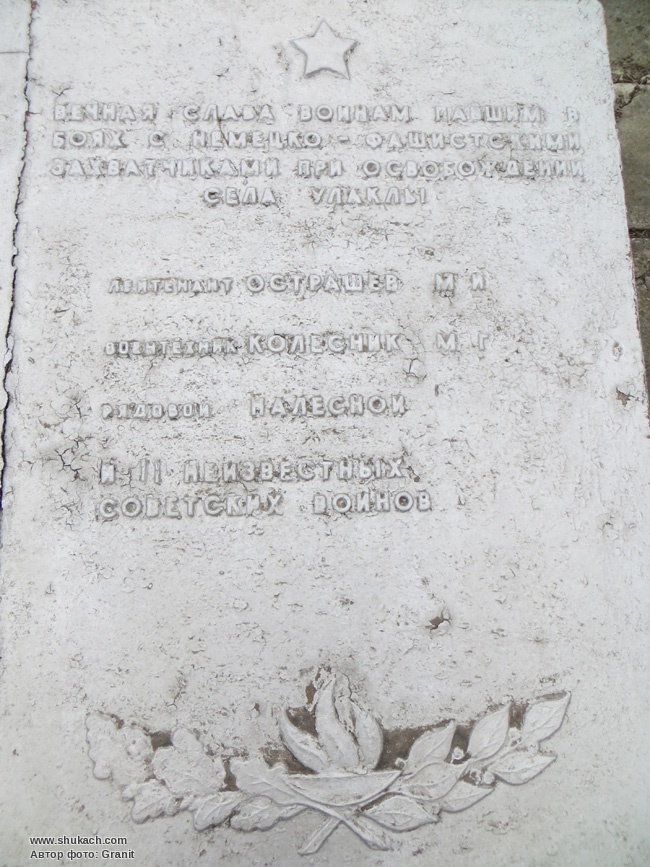 ВЕЧНАЯ СЛАВА ВОИНАМ ПАВШИМ В
БОЯХ С НЕМЕЦКО-ФАШИСТСКИМИ
ЗАХВАТЧИКАМИ ПРИ ОСВОБОЖДЕНИИ
СЕЛА УЛАКЛЫ
ЛЕЙТЕНАНТ ОСТРАШЕВ М И
ВОЕНТЕХНИК КОЛЕСНИК М. Г
РЯДОВОЙ НАЛЕСНОЙ
И 11 НЕИЗВЕСТНЫХ
СОВЕТСКИХ ВОИНОВ
www.shukach.com
Автор фото: Granit